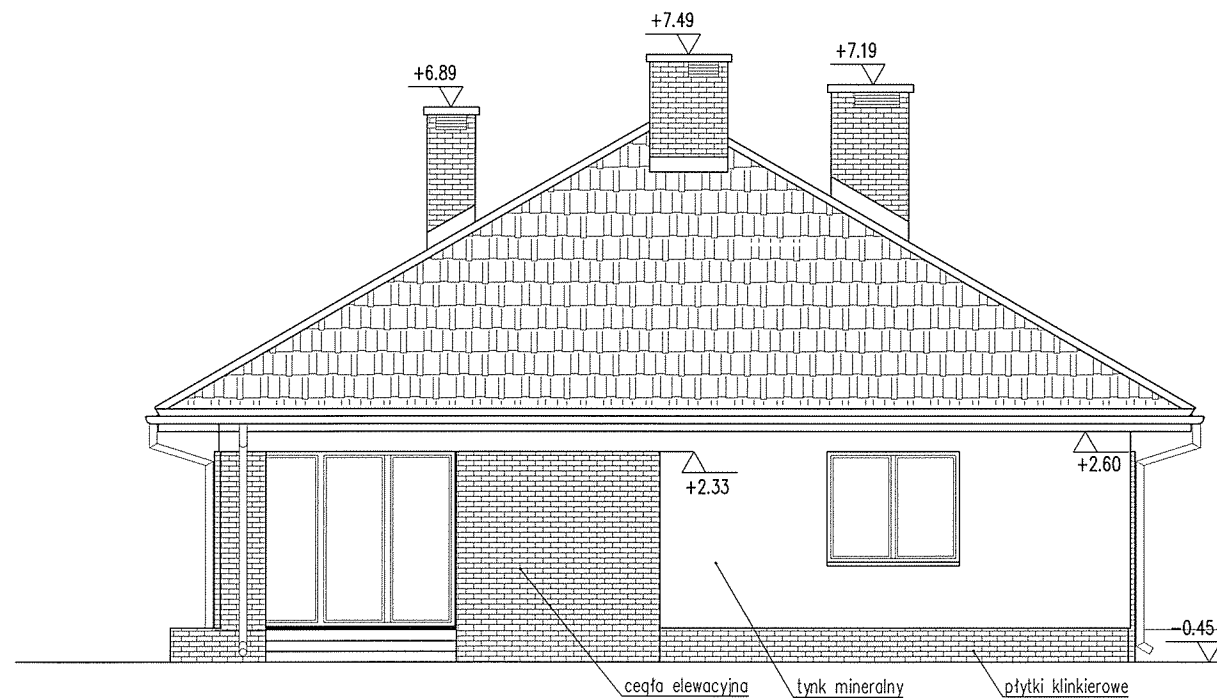 +7.49
+7.19
+6.89
+2.60
+2.33
-0.45
cegła elewacyjna
tynk mineralny
płytki klinkierowe